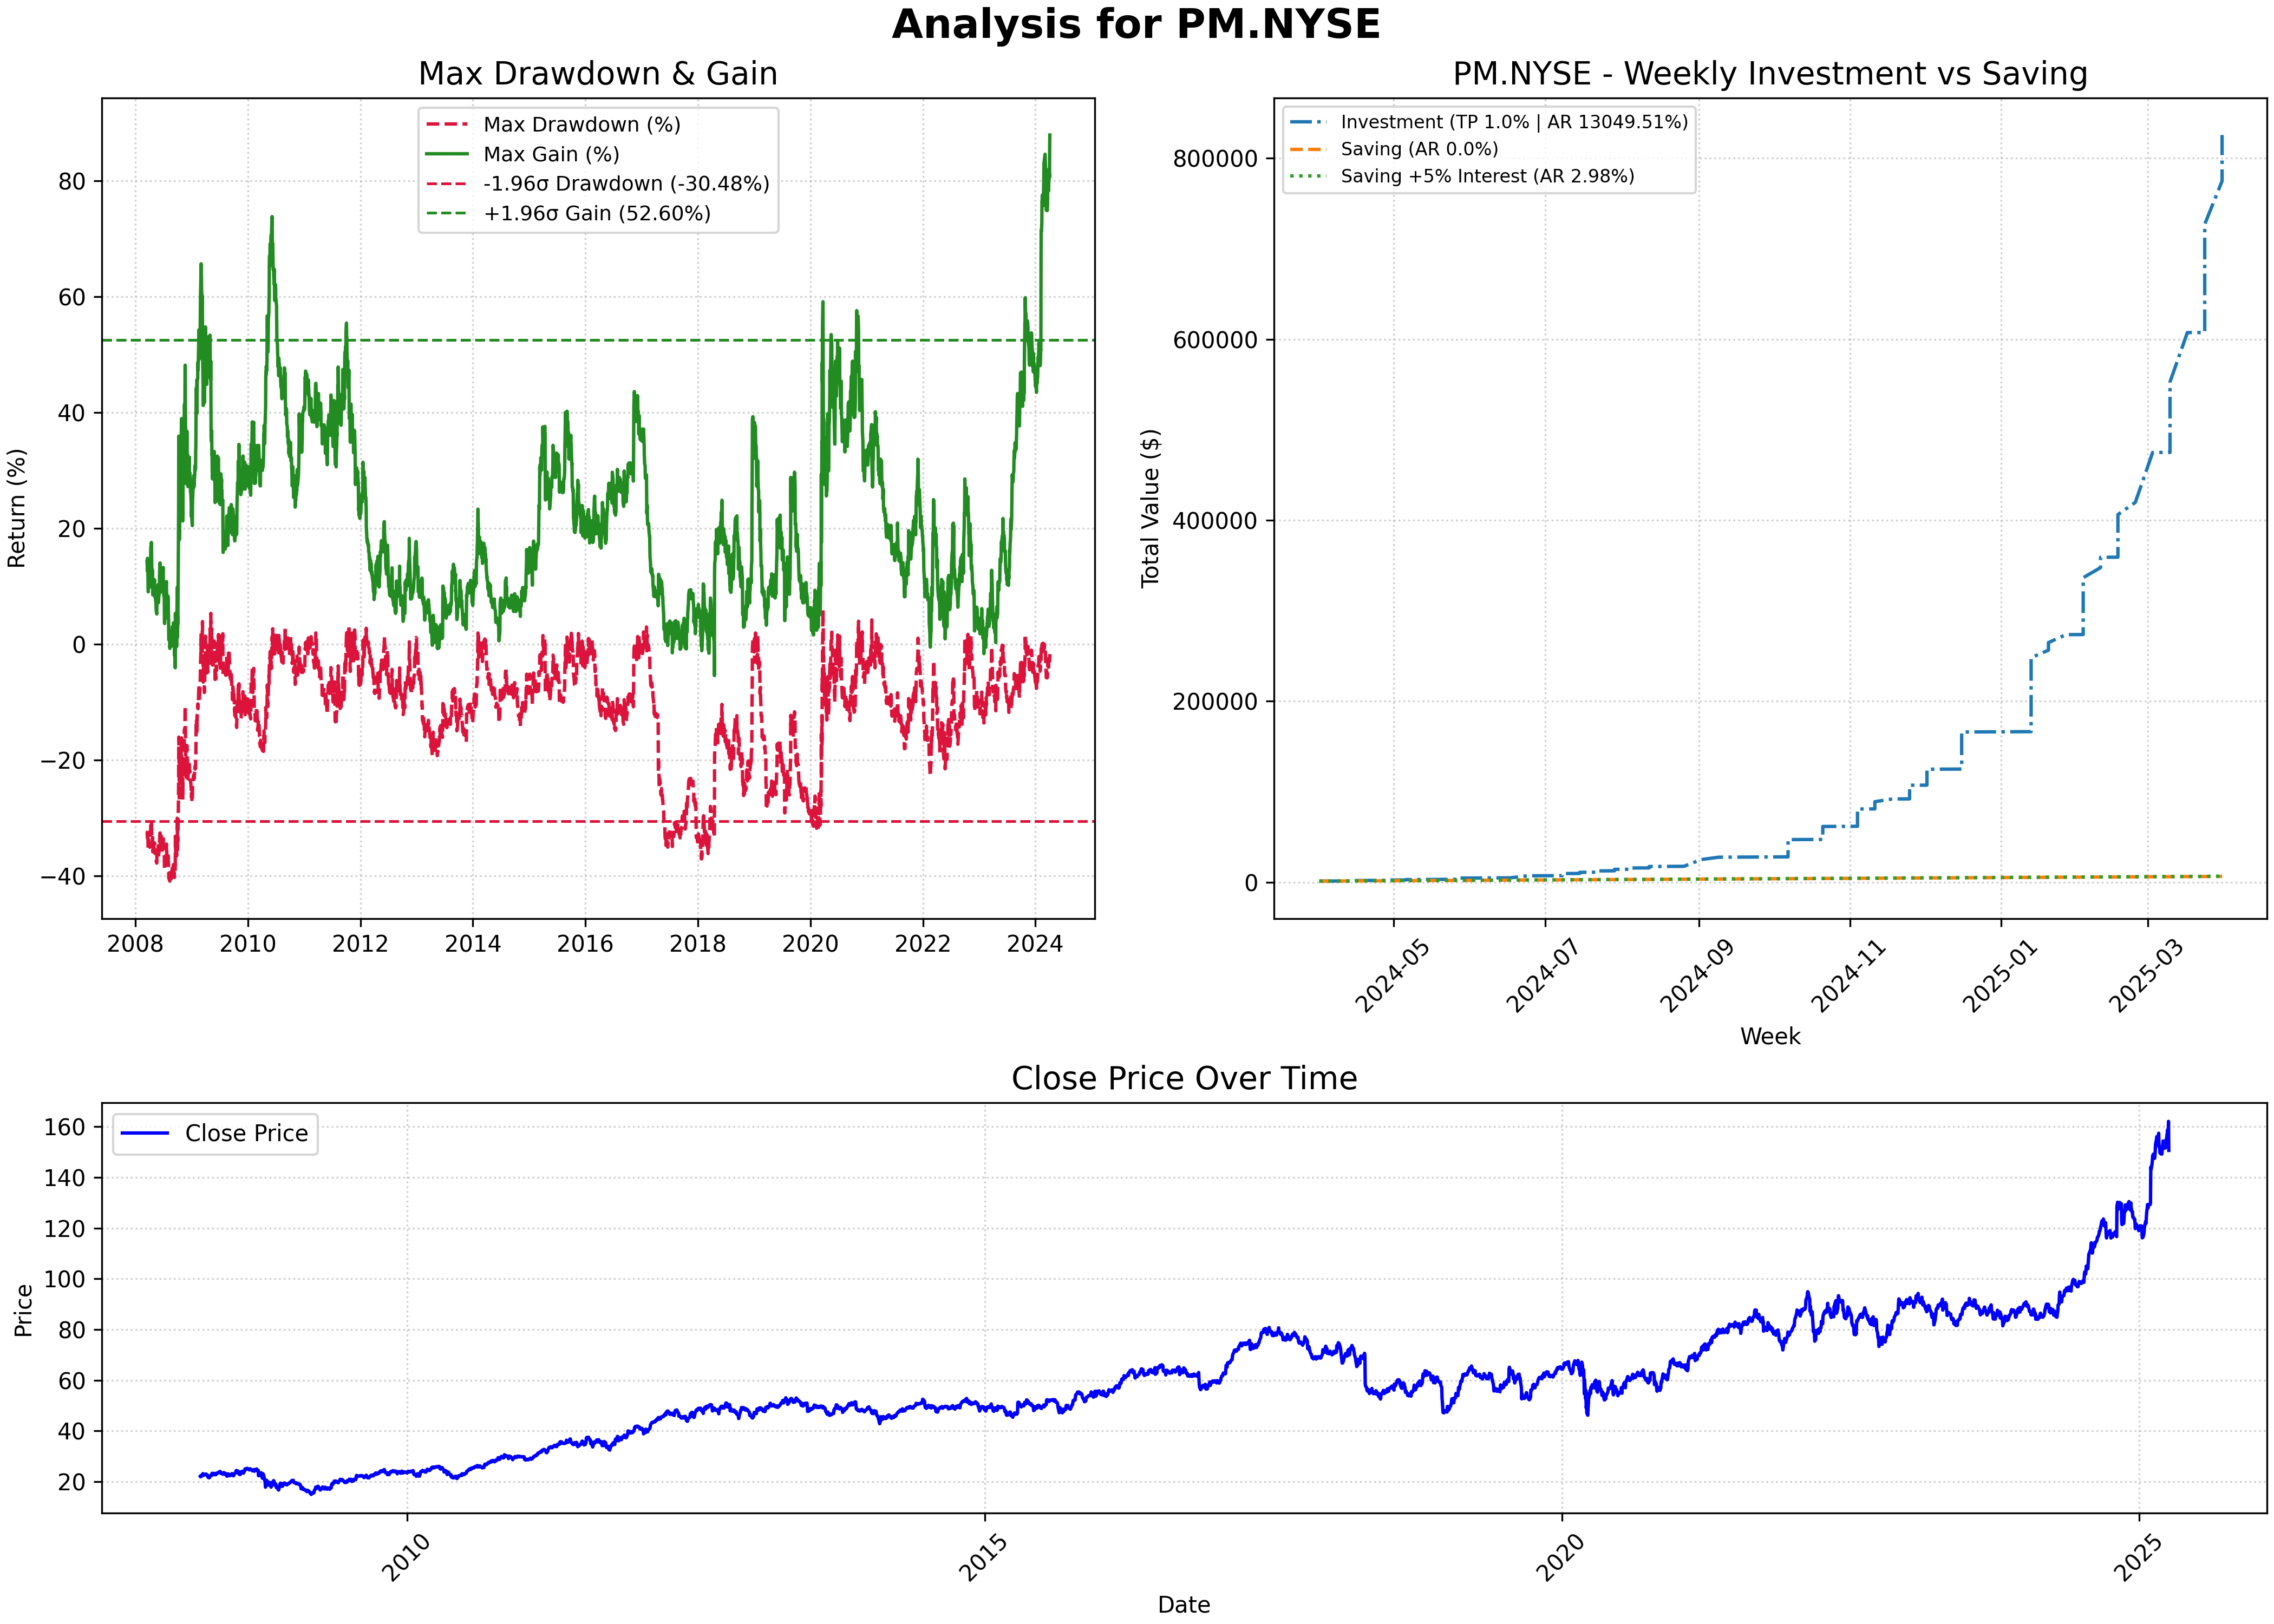 Analysis for PM.NYSE
Max Drawdown & Gain
Return (%)
80
60
40
20
0
−20
−40
Max Drawdown (%)
Max Gain (%)
-1.96σ Drawdown (-30.48%)
+1.96σ Gain (52.60%)
2008 2010 2012 2014 2016 2018 2020 2022 2024
PM.NYSE - Weekly Investment vs Saving
Total Value ($)
800000
600000
400000
200000
0
Investment (TP 1.0% | AR 13049.51%)
Saving (AR 0.0%)
Saving +5% Interest (AR 2.98%)
2024-05 2024-07 2024-09 2024-11 2025-01 2025-03
Week
Close Price Over Time
Price
160
140
120
100
80
60
40
20
Close Price
2010 2015 2020 2025
Date